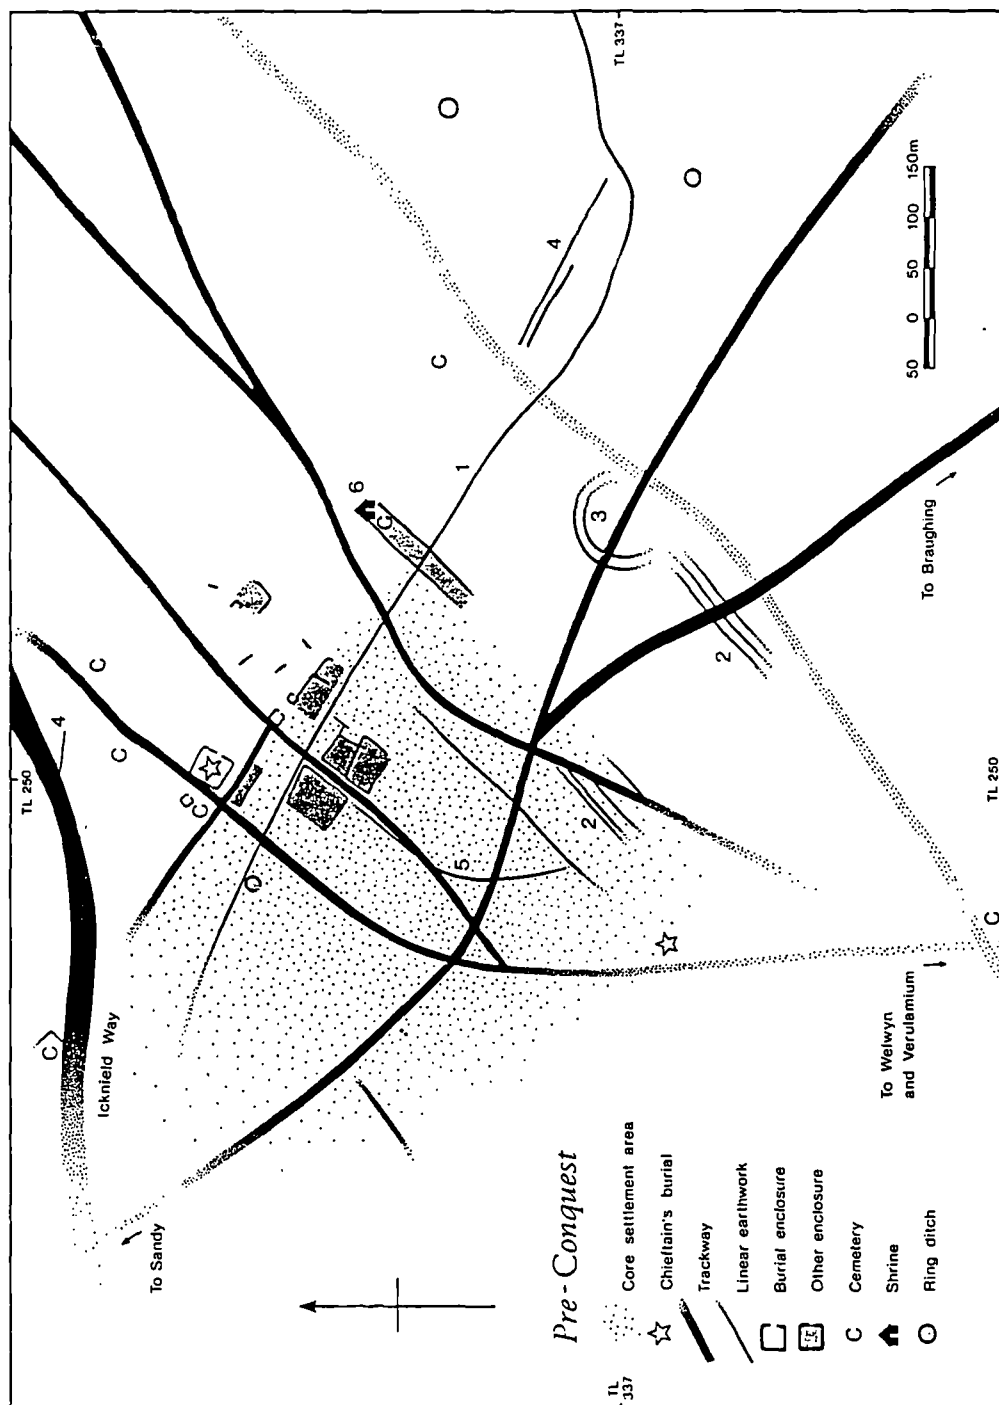 TL 250
TL 337
4
C
C
C
Icknield Way
To Sandy
C
C
C
6
C
C
4
1
5
3
2
2
C
TL 250
To Welwyn
and Verulamium
To Braughing
50 0 50 100 150m
Pre-Conquest
Core settlement area
Chieftain's burial
Trackway
Linear earthwork
Burial enclosure
Other enclosure
C Cemetery
Shrine
Ring ditch
TL
337